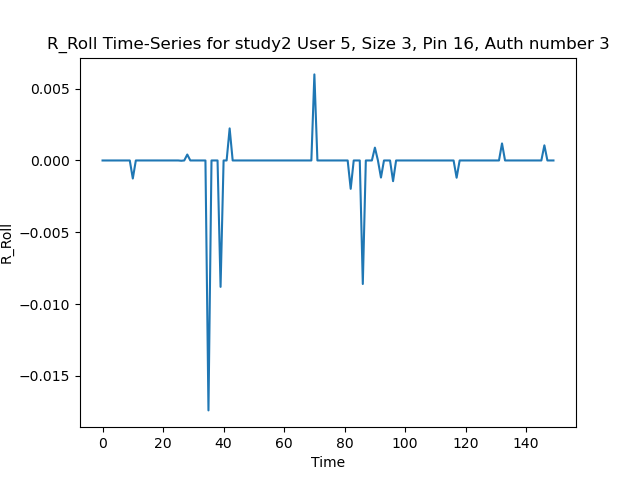 R_Roll Time-Series for study2 User 5, Size 3, Pin 16, Auth number 3
0.005
0.000
−0.005
−0.010
−0.015
R_Roll
0 20 40 60 80 100 120 140
Time